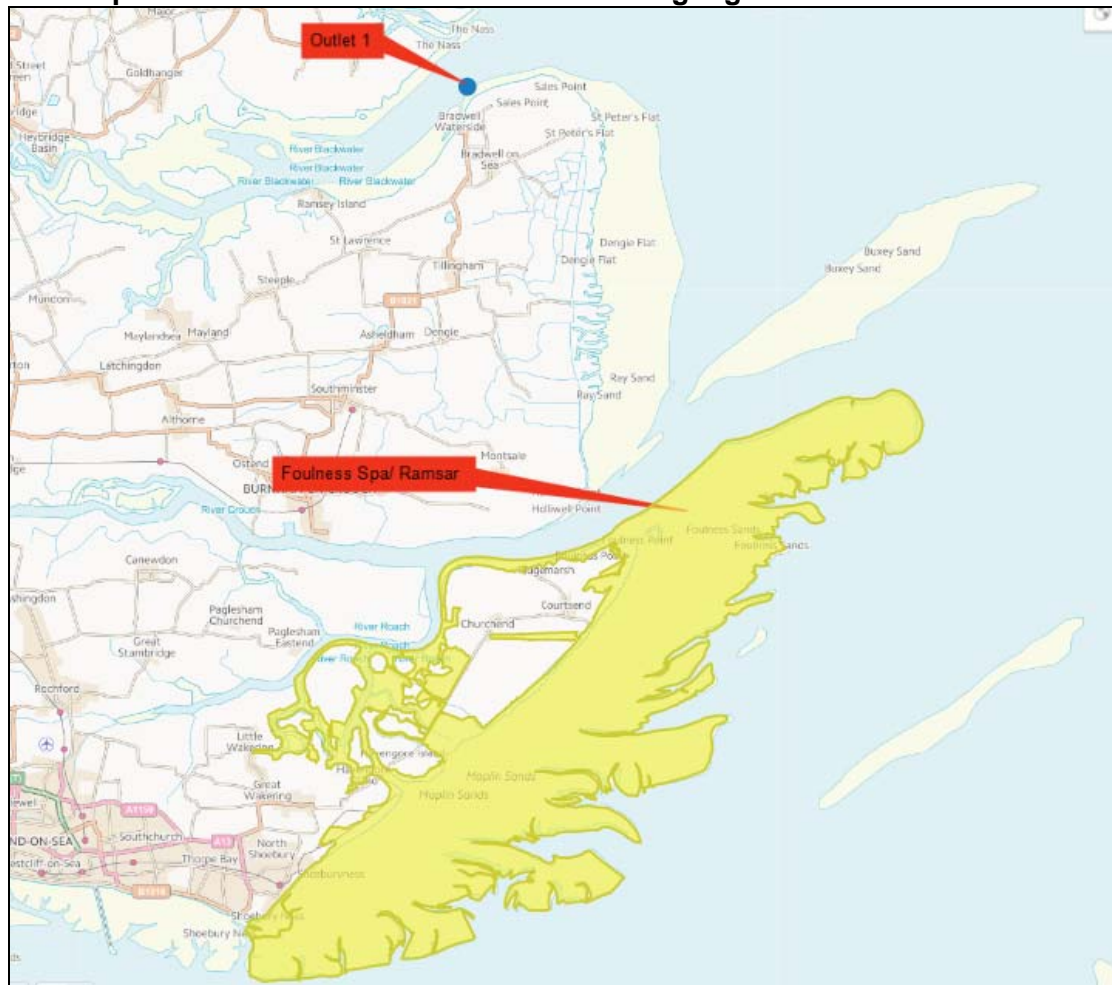 The Nass
The Nass
Outlet 1
Goldhanger
Street
Sales Point
Sales Point
Bradwell
Waterside
St Peter's Flat
St Peter's Flat
Heybridge
Basin
River Blackwater
Bradwell on
Sea
River Blackwater
River Blackwater
River Blackwater
Ramsey Island
St Lawrence
Dengie Flat
Dengie Flat
Buxey Sand
Buxey Sand
Tillingham
Steeple
Mundon
B1021
Maylandsea
Mayland
Asheldham
Dengie
Latchingdon
Ray Sand
Ray Sand
Southminster
Althorne
Montsale
Ostend
Foulness Spa/ Ramsar
River Crouch
Holliwell Point
Foulness Sands
Foulness Point
Foulness Sands
Canewdon
Courtsend
Paglesham
Churchend
Churchend
Great
Stambridge
Paglesham
Eastend
River Roach
Rochford
Little
Wakering
Great
Wakering
Maplin Sands
Maplin Sands
A1159
Southchurch
A13
North
Shoebury
Thorpe Bay
Shoeburyness